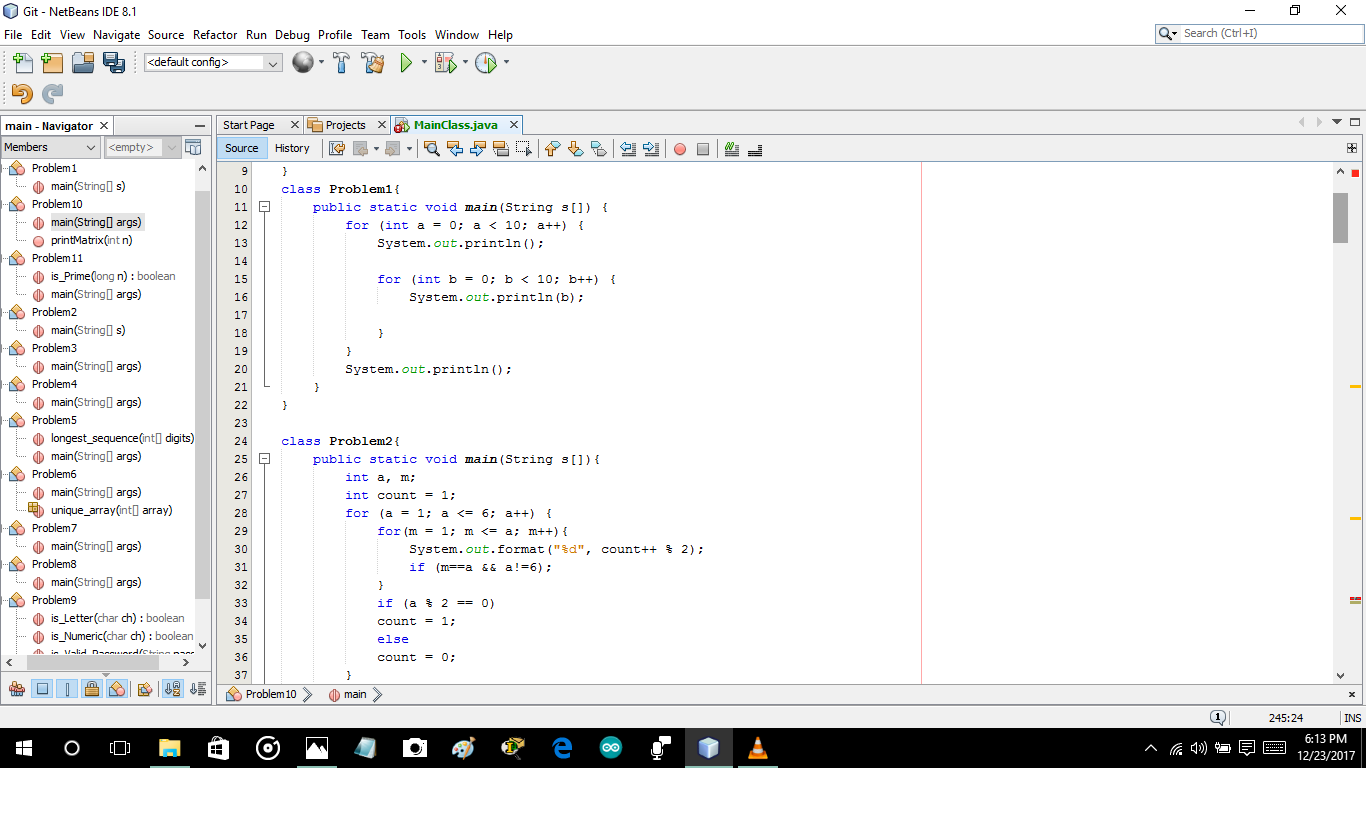 Git - NetBeans IDE 8.1
File Edit View Navigate Source Refactor Run Debug Profile Team Tools Window Help
Search (Ctrl+I)
<default config>
main - Navigator
Members
<empty>
Problem1
main(String[] s)
Problem10
main(String[] args)
printMatrix(int n)
Problem11
is_Prime(long n) : boolean
main(String[] args)
Problem2
main(String[] s)
Problem3
main(String[] args)
Problem4
main(String[] args)
Problem5
longest_sequence(int[] digits)
main(String[] args)
Problem6
main(String[] args)
unique_array(int[] array)
Problem7
main(String[] args)
Problem8
main(String[] args)
Problem9
is_Letter(char ch) : boolean
is_Numeric(char ch) : boolean
Start Page Projects MainClass.java
Source History
9 }
10 class Problem1{
11 public static void main(String s[]) {
12 for (int a = 0; a < 10; a++) {
13 System.out.println();
14
15 for (int b = 0; b < 10; b++) {
16 System.out.println(b);
17
18 }
19 }
20 System.out.println();
21 }
22 }
23
24 class Problem2{
25 public static void main(String s[]){
26 int a, m;
27 int count = 1;
28 for (a = 1; a <= 6; a++) {
29 for(m = 1; m <= a; m++){
30 System.out.format("%d", count++ % 2);
31 if (m==a && a!=6);
32 }
33 if (a % 2 == 0)
34 count = 1;
35 else
36 count = 0;
37 }
Problem10 main
1
245:24
INS
6:13 PM
12/23/2017